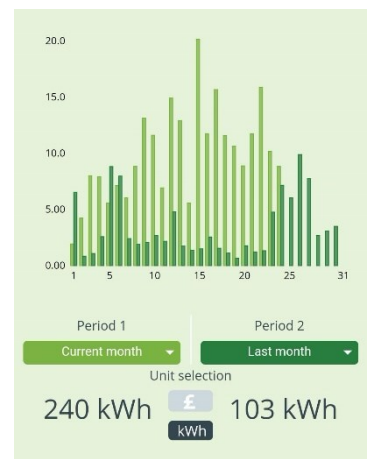 20.0
15.0
10.0
5.00
0.00
1 5 10 15 20 25 31
Period 1 Period 2
Current month Last month
Unit selection
240 kWh £ 103 kWh
kWh